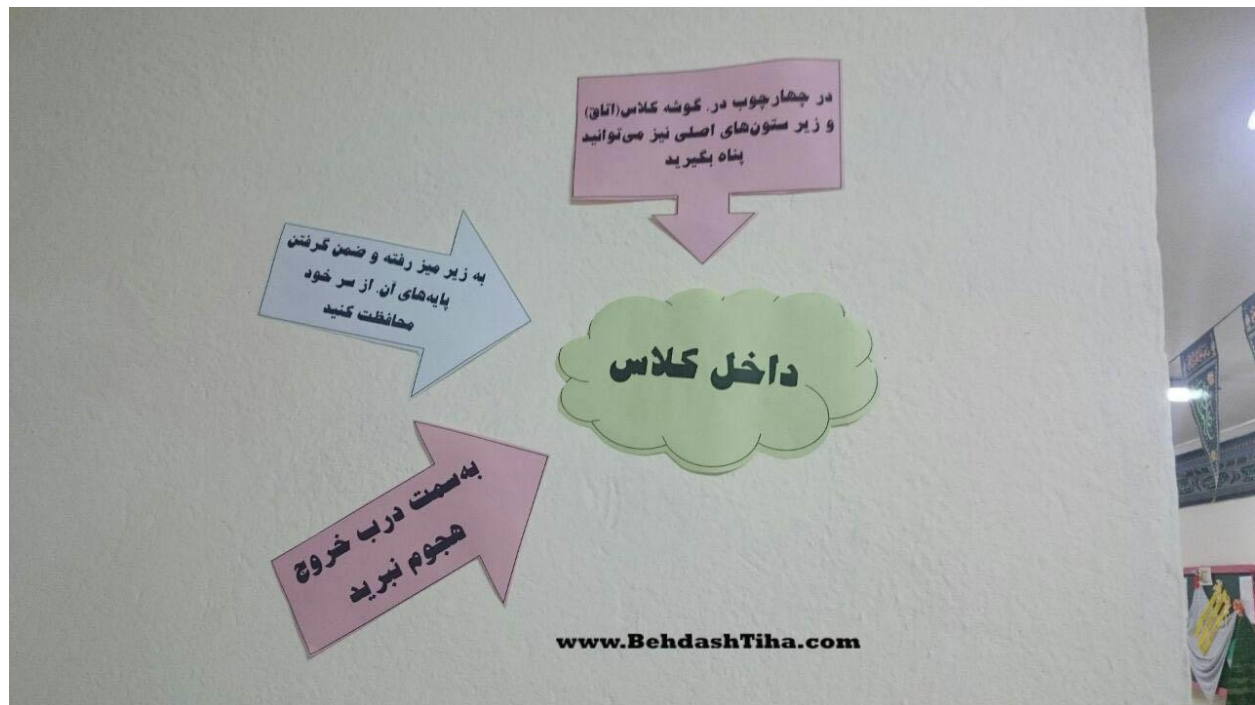 در چهارچوب در، گوشه کلاس(اتاق)
و زیر ستون‌های اصلی نیز می‌توانید
پناه بگیرید
به زیر میز رفته و ضمن گرفتن
پایه‌های آن، از سر خود
محافظت کنید
داخل کلاس
به‌سمت درب خروج
هجوم نبرید
www.BehdashTiha.com